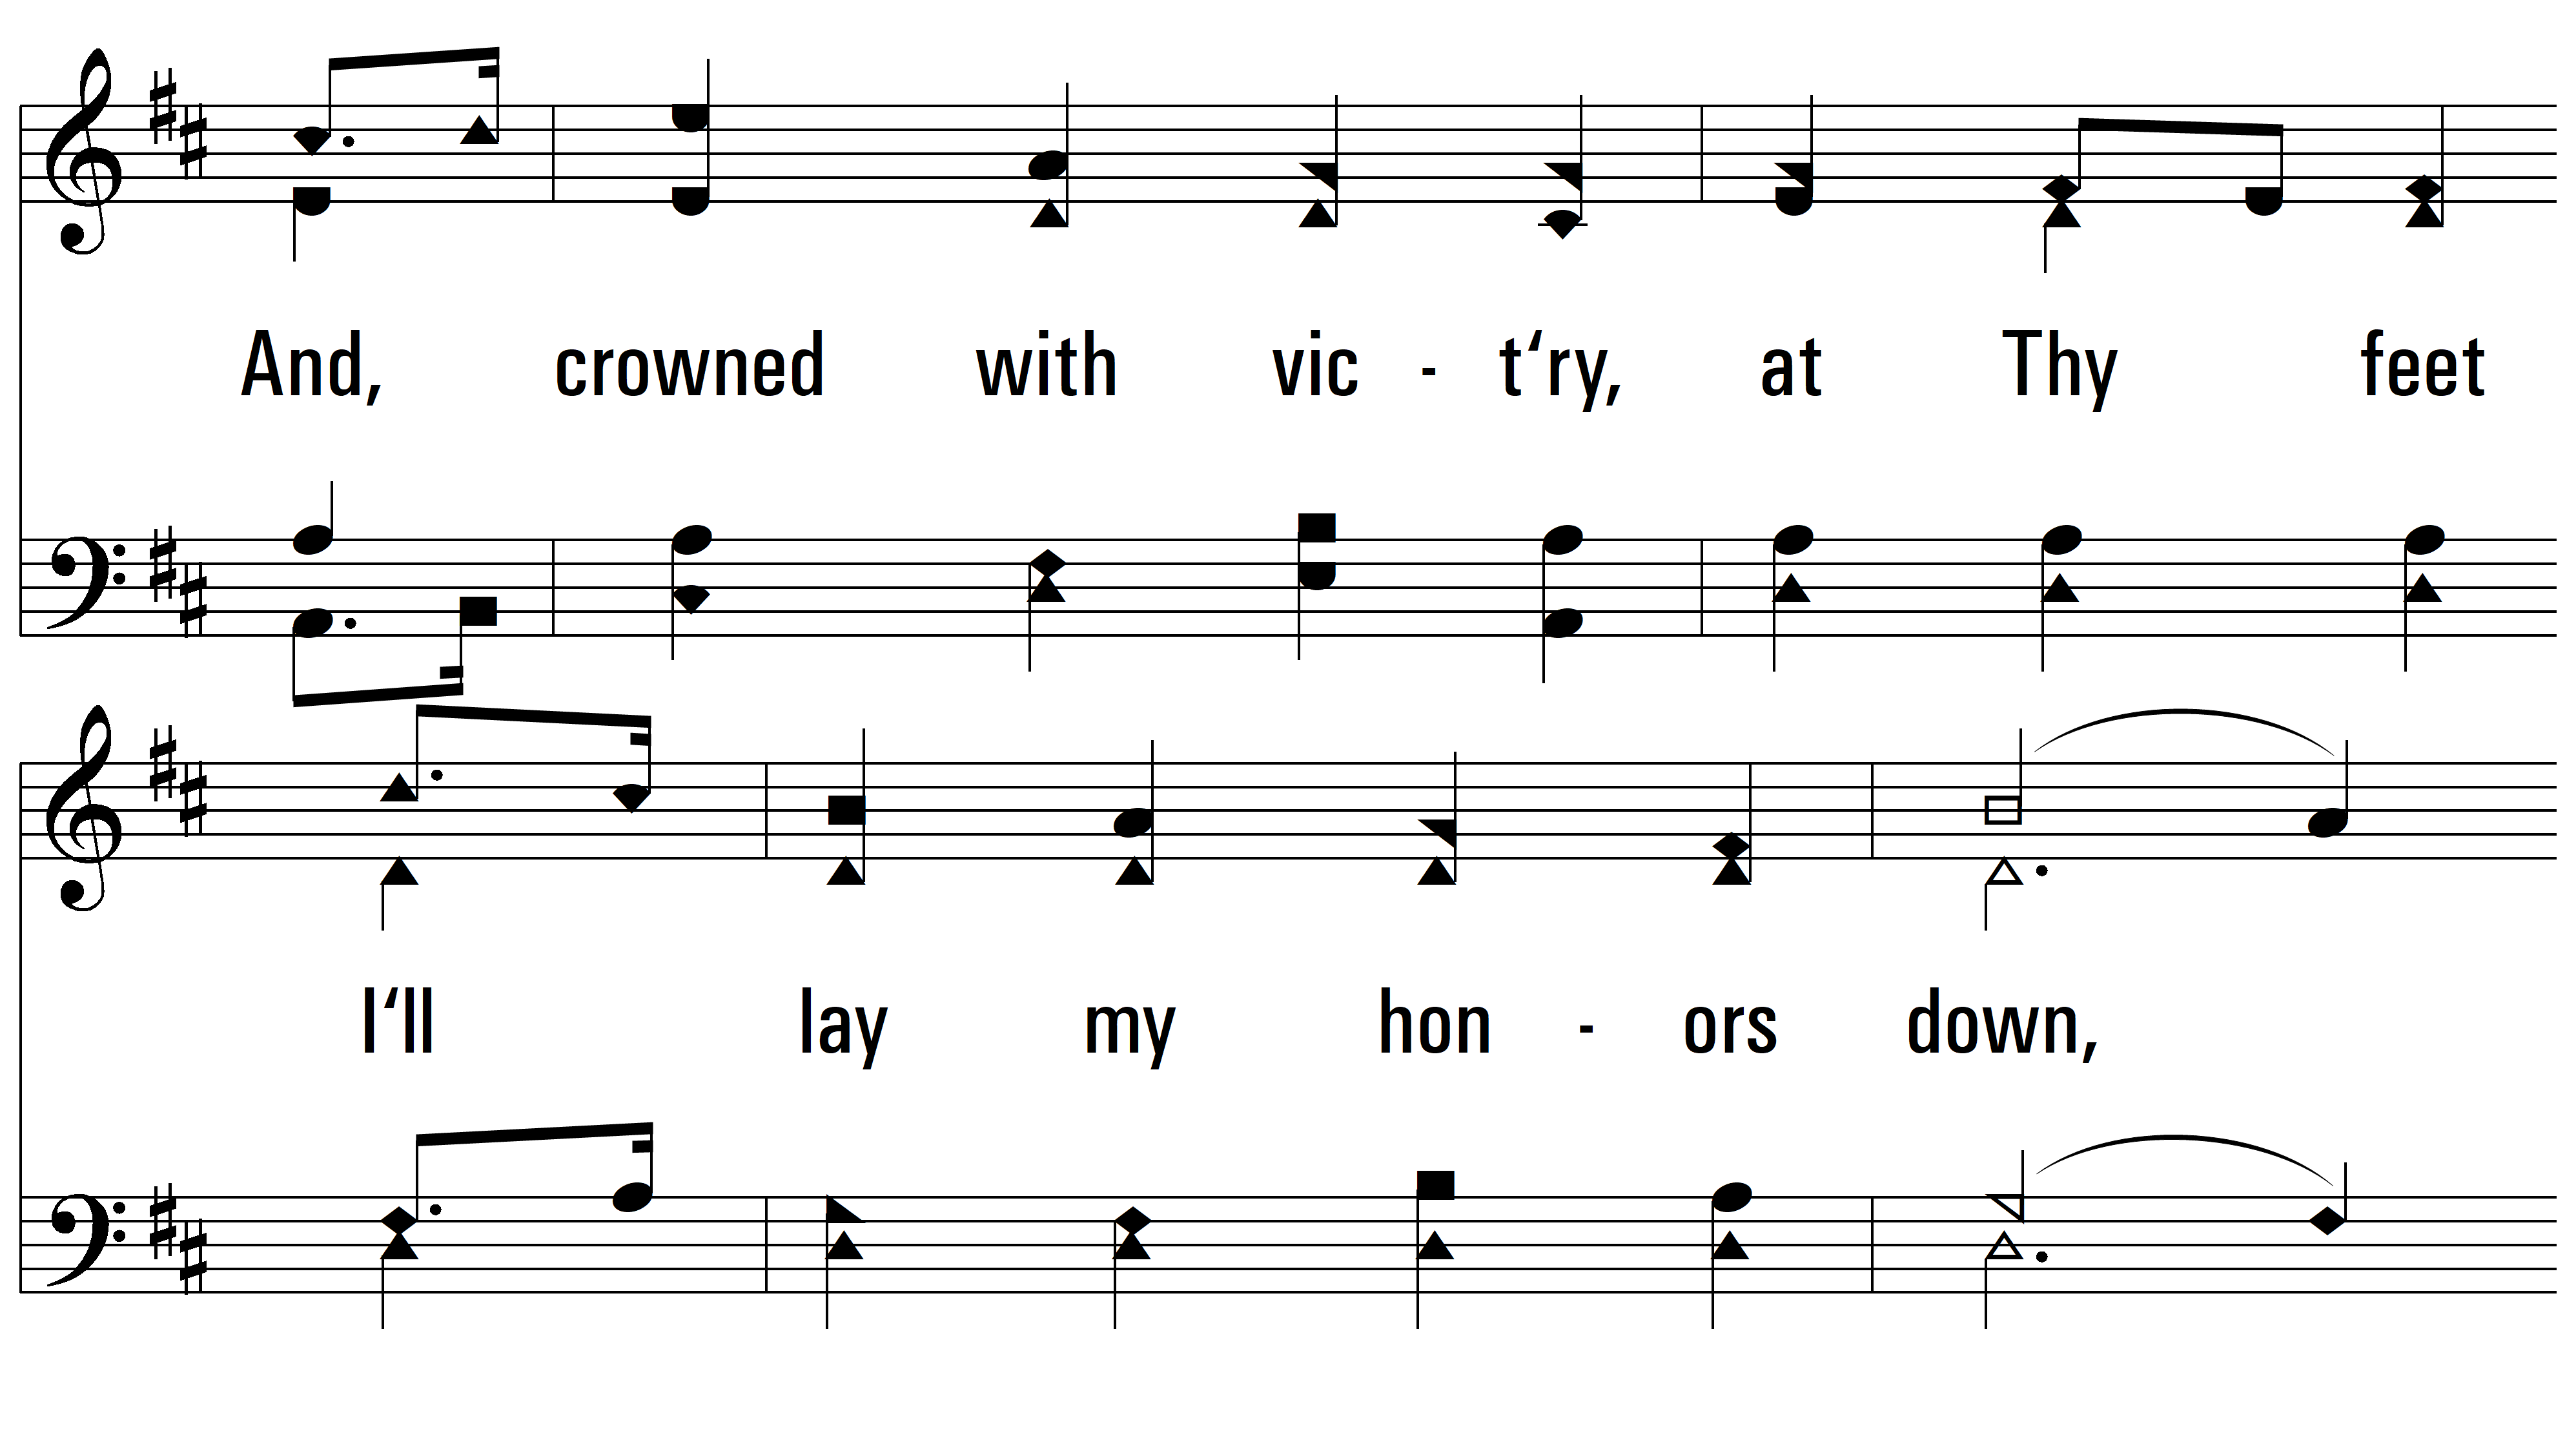 And, crowned with vic - t‘ry, at Thy feet
I‘ll lay my hon - ors down,